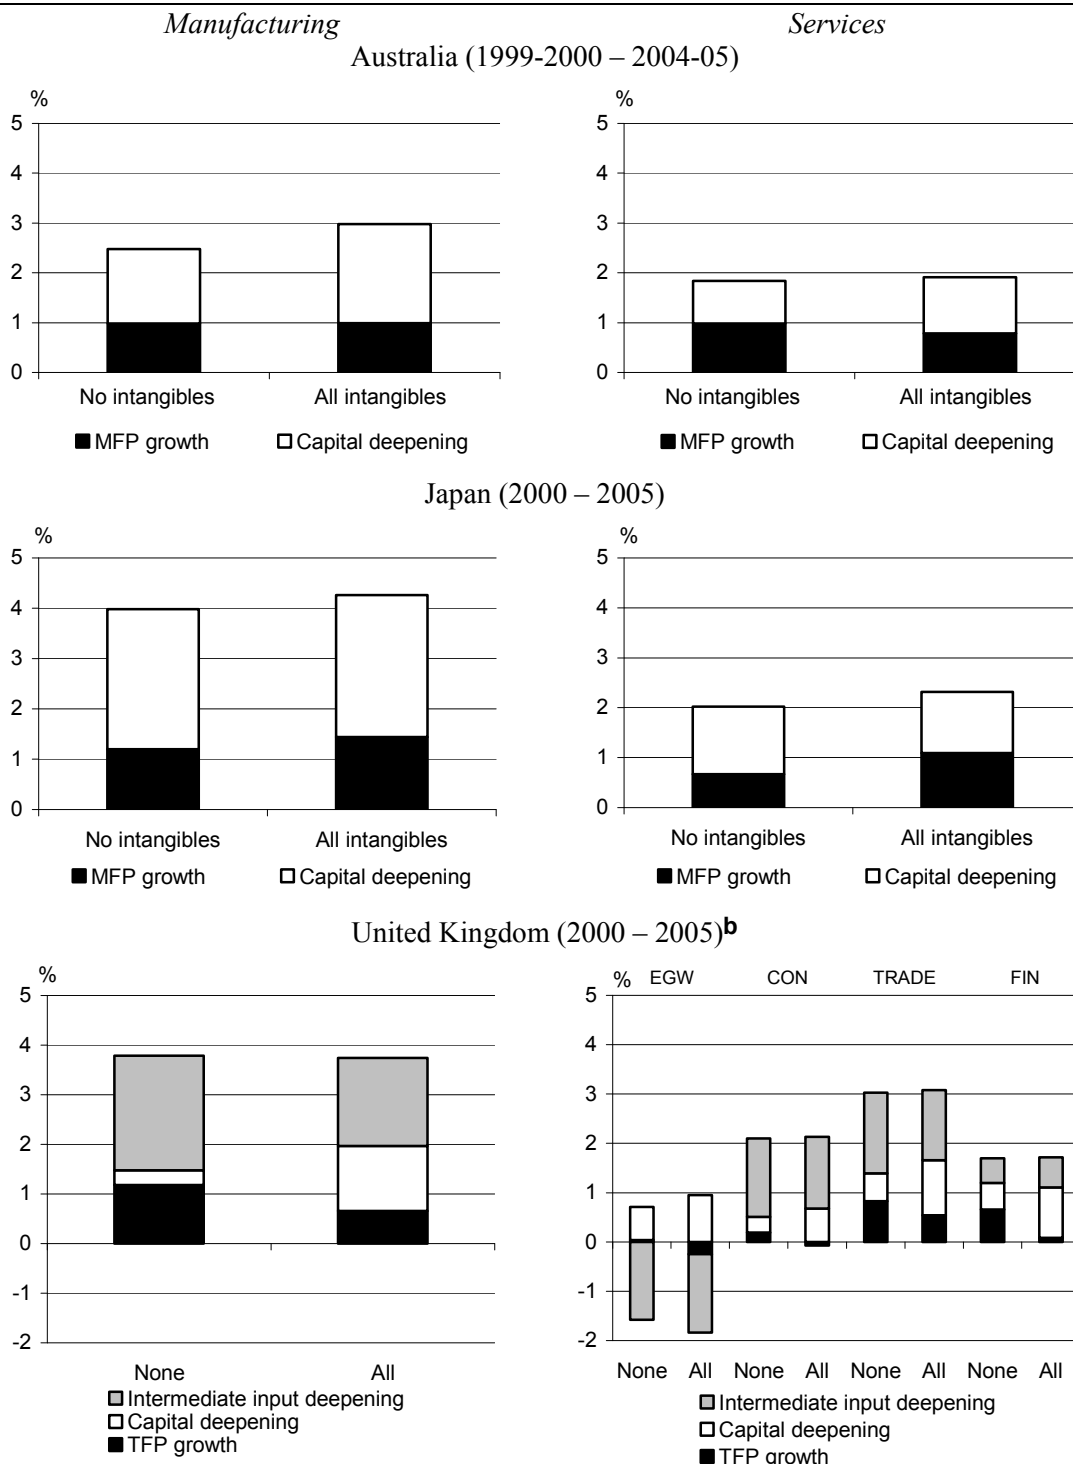 Manufacturing Services
Australia (1999-2000 – 2004-05)
% %
5 5
4 4
3 3
2 2
1 1
0 0
No intangibles All intangibles No intangibles All intangibles
MFP growth Capital deepening MFP growth Capital deepening
Japan (2000 – 2005)
% %
5 5
4 4
3 3
2 2
1 1
0 0
No intangibles All intangibles No intangibles All intangibles
MFP growth Capital deepening MFP growth Capital deepening
United Kingdom (2000 – 2005)b
% % EGW CON TRADE FIN
5 5
4 4
3 3
2 2
1 1
0 0
-1 -1
-2 -2
None All None All None All None All None All
Intermediate input deepening Intermediate input deepening
Capital deepening Capital deepening
TFP growth TFP growth